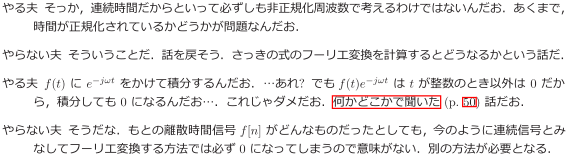 やる夫 そっか，連続時間だからといって必ずしも非正規化周波数で考えるわけではないんだお．あくまで，
時間が正規化されているかどうかが問題なんだお．
やらない夫 そういうことだ．話を戻そう．さっきの式のフーリエ変換を計算するとどうなるかという話だ．
やる夫 f(t) に e^{-jωt} をかけて積分するんだお．…あれ? でも f(t)e^{-jωt} は t が整数のとき以外は 0 だか
ら，積分しても 0 になるんだお…．これじゃダメだお．何かどこかで聞いた (p. 50) 話だお．
やらない夫 そうだな．もとの離散時間信号 f[n] がどんなものだったとしても，今のように連続信号とみ
なしてフーリエ変換する方法では必ず 0 になってしまうので意味がない．別の方法が必要となる．